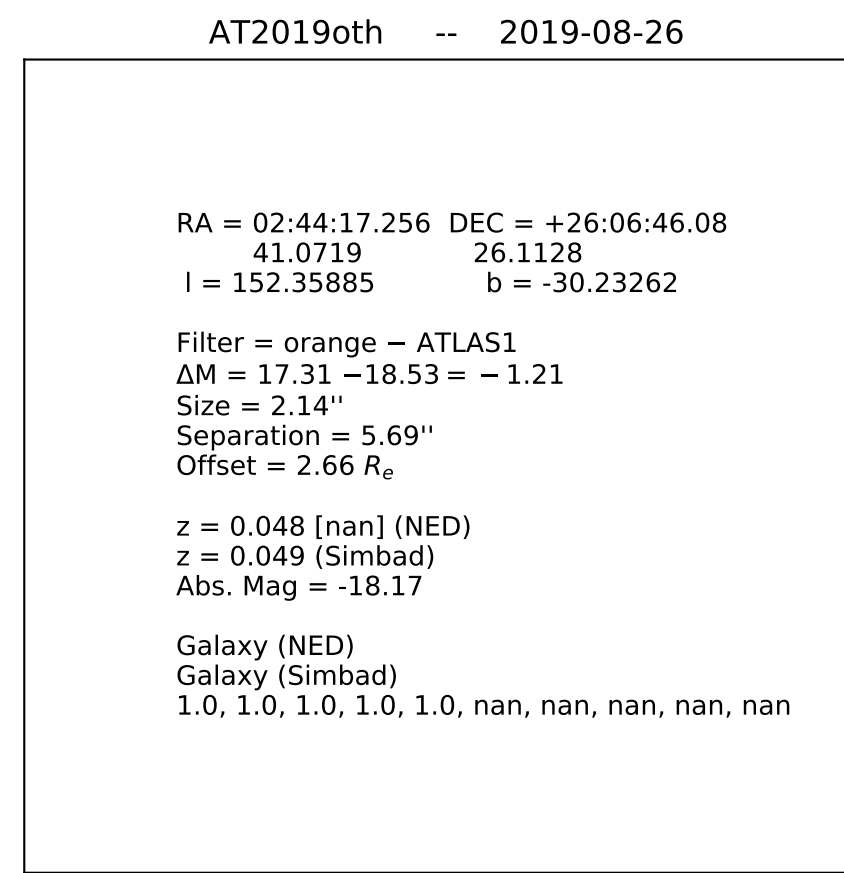 AT2019oth -- 2019-08-26
RA = 02:44:17.256 DEC = +26:06:46.08
41.0719 26.1128
l = 152.35885 b = -30.23262
Filter = orange − ATLAS1
ΔM = 17.31 −18.53 = − 1.21
Size = 2.14''
Separation = 5.69''
Offset = 2.66 Rₑ
z = 0.048 [nan] (NED)
z = 0.049 (Simbad)
Abs. Mag = -18.17
Galaxy (NED)
Galaxy (Simbad)
1.0, 1.0, 1.0, 1.0, 1.0, nan, nan, nan, nan, nan